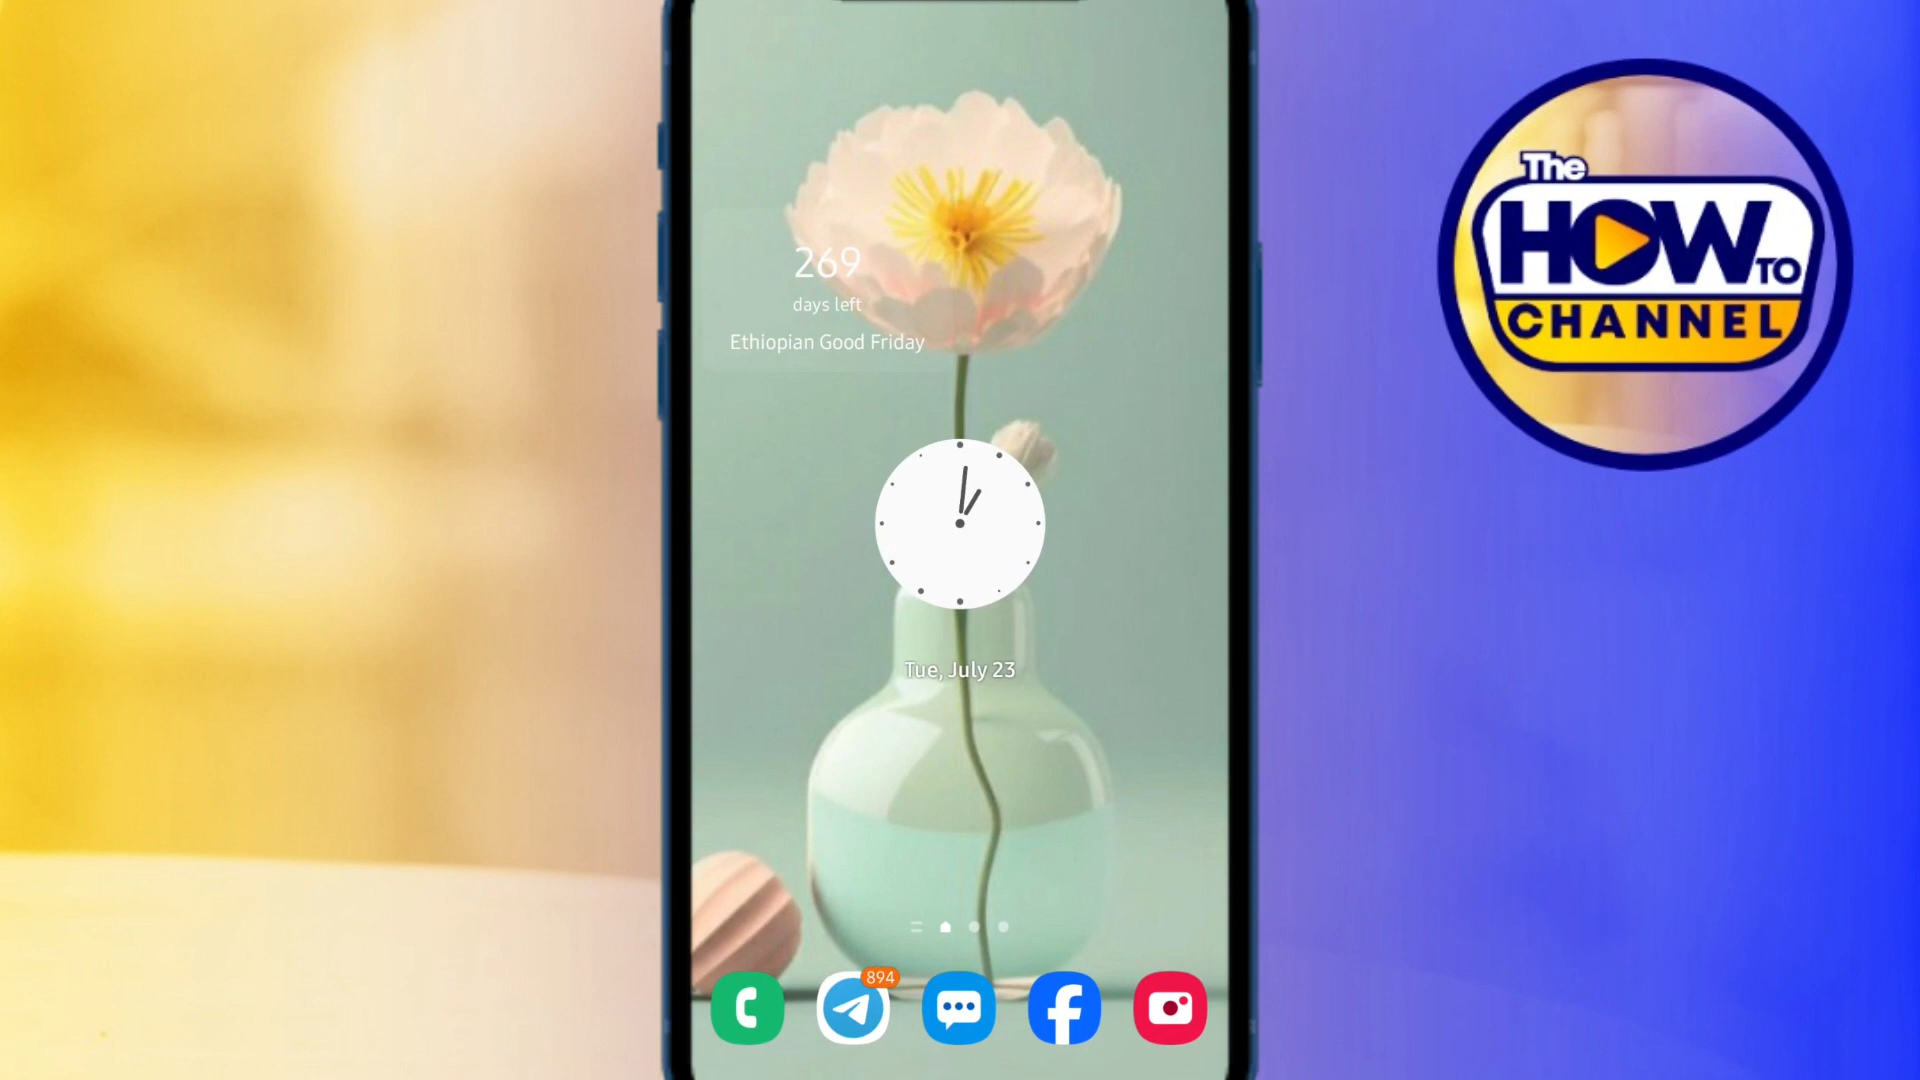 269
days left
Ethiopian Good Friday
Tue, July 23
894
The
HOW TO
CHANNEL